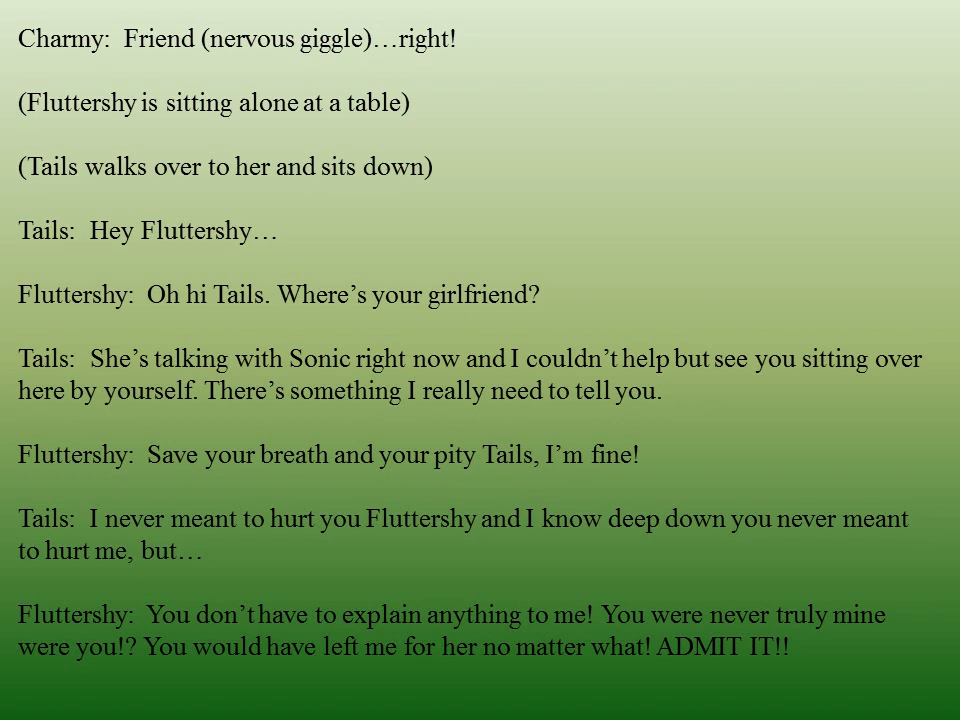 Charmy:  Friend (nervous giggle)…right!
(Fluttershy is sitting alone at a table)
(Tails walks over to her and sits down)
Tails:  Hey Fluttershy…
Fluttershy:  Oh hi Tails. Where’s your girlfriend?
Tails:  She’s talking with Sonic right now and I couldn’t help but see you sitting over
here by yourself. There’s something I really need to tell you.
Fluttershy:  Save your breath and your pity Tails, I’m fine!
Tails:  I never meant to hurt you Fluttershy and I know deep down you never meant
to hurt me, but…
Fluttershy:  You don’t have to explain anything to me! You were never truly mine
were you!? You would have left me for her no matter what! ADMIT IT!!